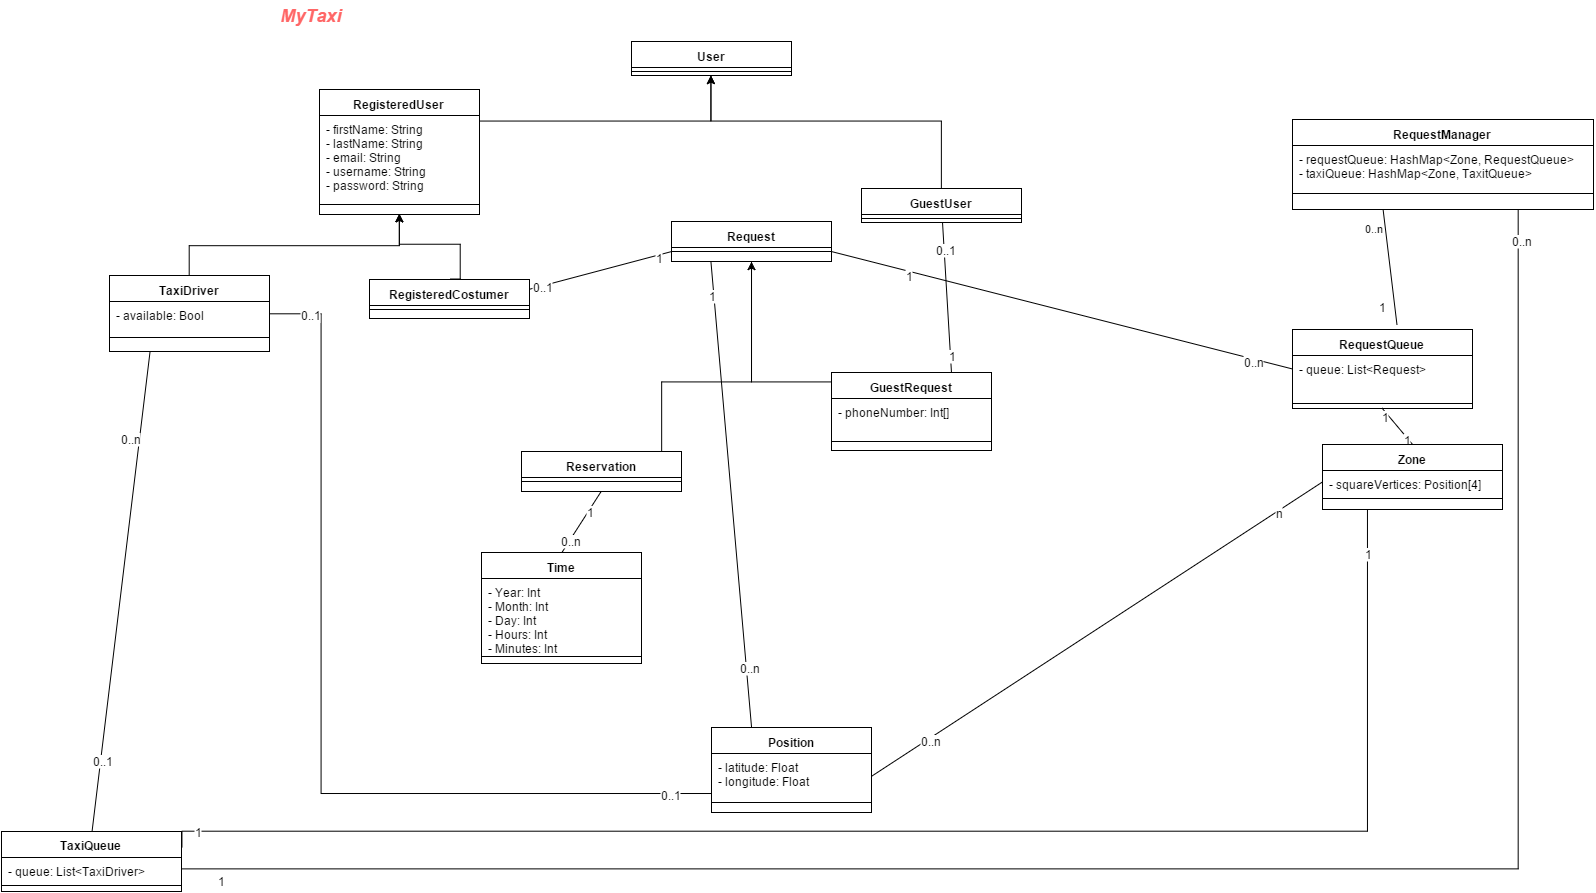 MyTaxi
User
RegisteredUser
- firstName: String
- lastName: String
- email: String
- username: String
- password: String
RequestManager
- requestQueue: HashMap<Zone, RequestQueue>
- taxiQueue: HashMap<Zone, TaxitQueue>
GuestUser
Request
0..n
0..n
0..1
1
1
1
0..1
TaxiDriver
- available: Bool
0..1
RegisteredCostumer
1
1
RequestQueue
- queue: List<Request>
0..n
1
GuestRequest
- phoneNumber: Int[]
1
1
0..n
Reservation
Zone
- squareVertices: Position[4]
1
n
0..n
1
Time
- Year: Int
- Month: Int
- Day: Int
- Hours: Int
- Minutes: Int
0..n
Position
- latitude: Float
- longitude: Float
0..n
0..1
0..1
1
TaxiQueue
- queue: List<TaxiDriver>
1